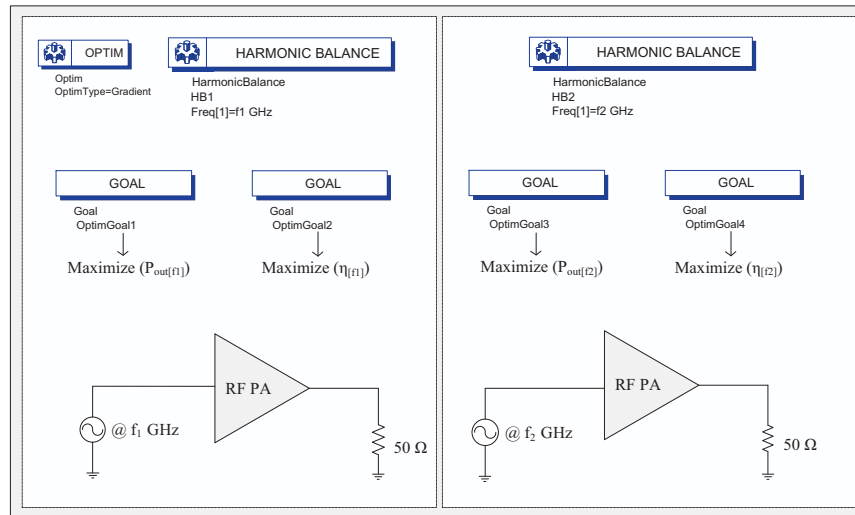 OPTIM
Optim
OptimType=Gradient
HARMONIC BALANCE
HarmonicBalance
HB1
Freq[1]=f1 GHz
GOAL
Goal
OptimGoal1
Maximize (Pout[f1])
GOAL
Goal
OptimGoal2
Maximize (η[f1])
RF PA
@ f1 GHz
50 Ω
HARMONIC BALANCE
HarmonicBalance
HB2
Freq[1]=f2 GHz
GOAL
Goal
OptimGoal3
Maximize (Pout[f2])
GOAL
Goal
OptimGoal4
Maximize (η[f2])
RF PA
@ f2 GHz
50 Ω